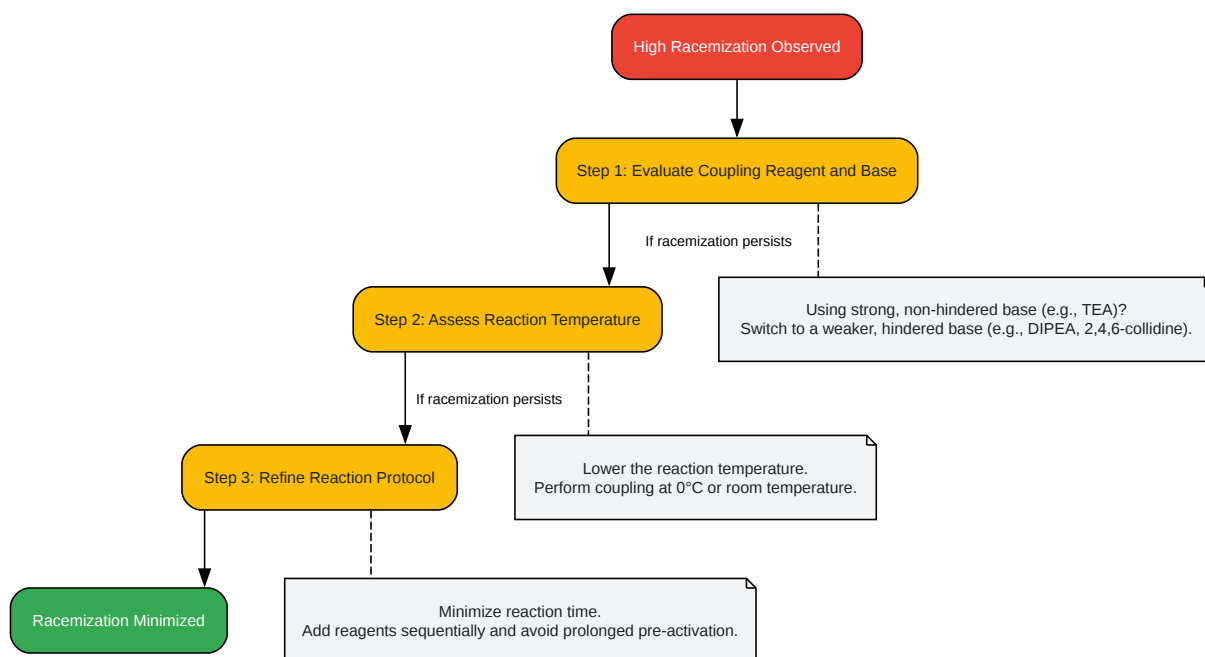 High Racemization Observed
Step 1: Evaluate Coupling Reagent and Base
If racemization persists
Using strong, non-hindered base (e.g., TEA)?
Switch to a weaker, hindered base (e.g., DIPEA, 2,4,6-collidine).
Step 2: Assess Reaction Temperature
If racemization persists
Lower the reaction temperature.
Perform coupling at 0°C or room temperature.
Step 3: Refine Reaction Protocol
Minimize reaction time.
Add reagents sequentially and avoid prolonged pre-activation.
Racemization Minimized